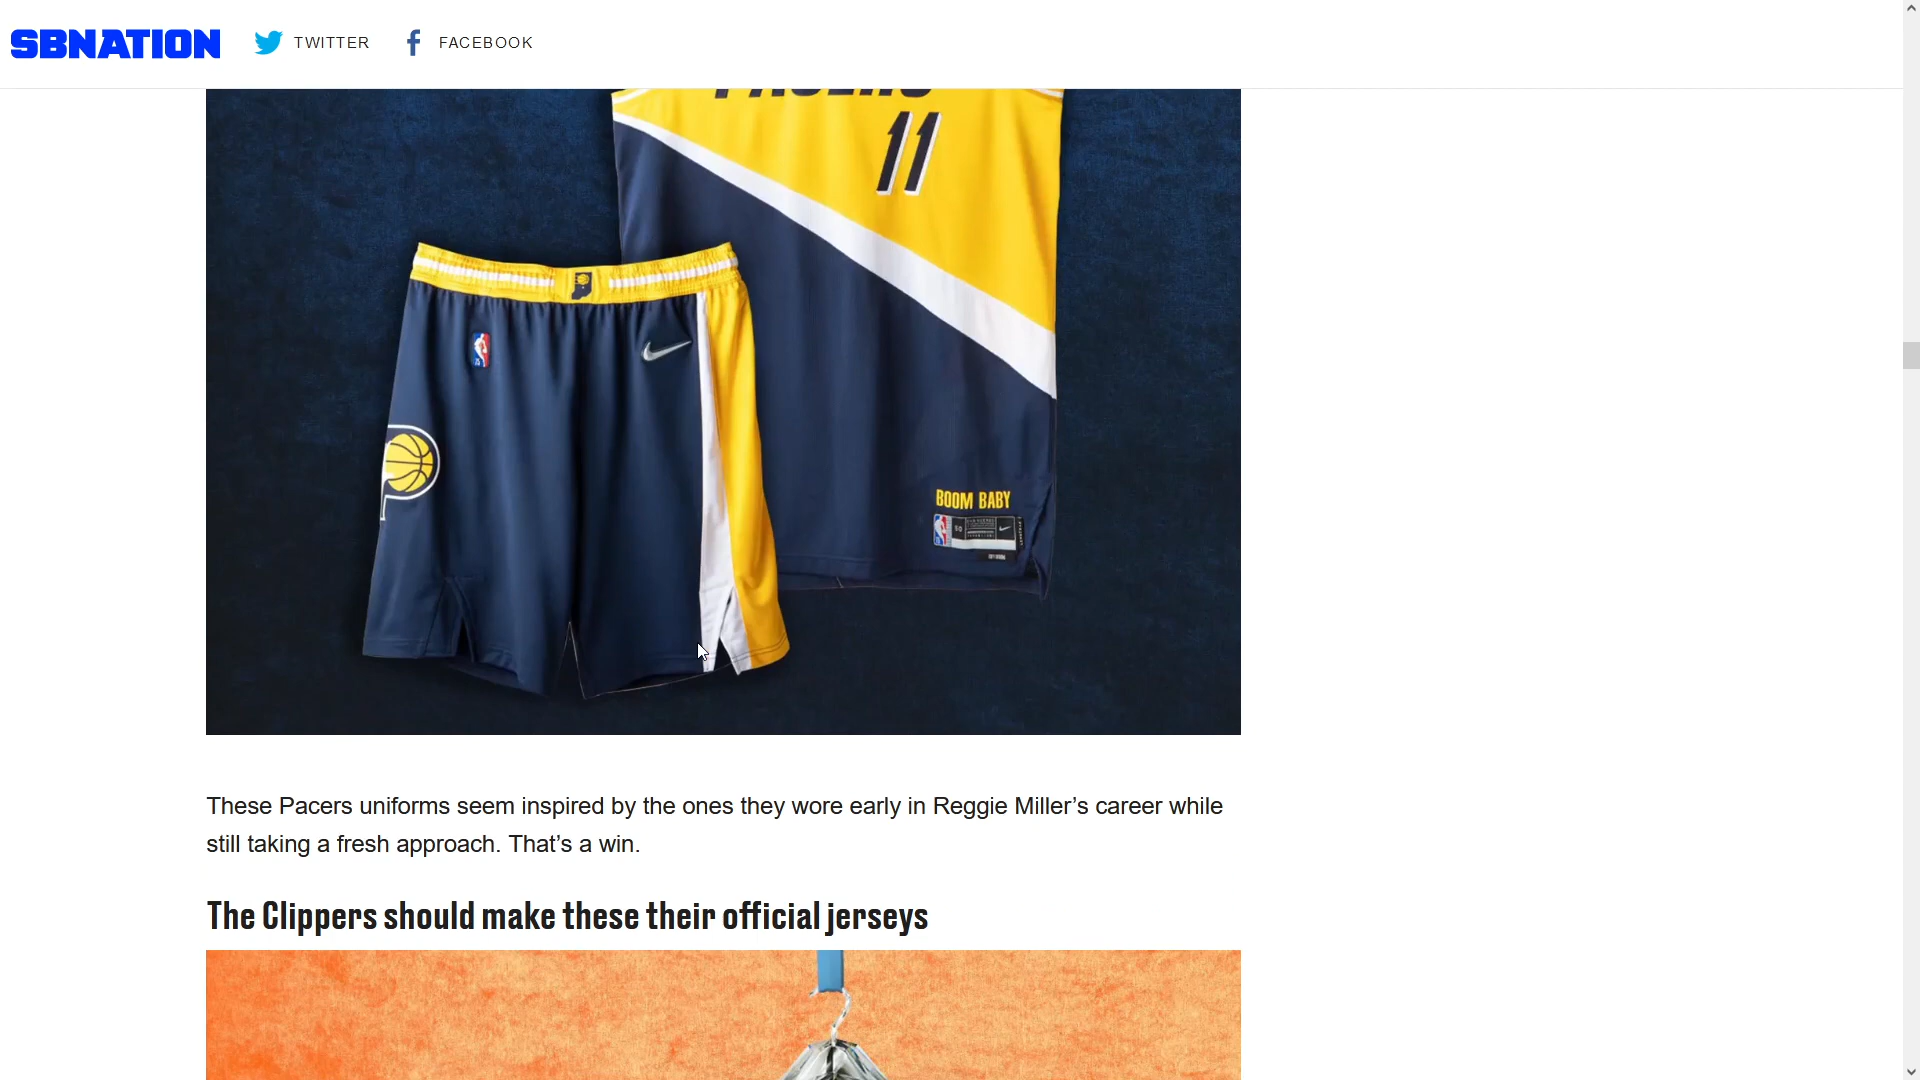 SBNATION
TWITTER
FACEBOOK
11
BOOM BABY
50
These Pacers uniforms seem inspired by the ones they wore early in Reggie Miller’s career while
still taking a fresh approach. That’s a win.
The Clippers should make these their official jerseys